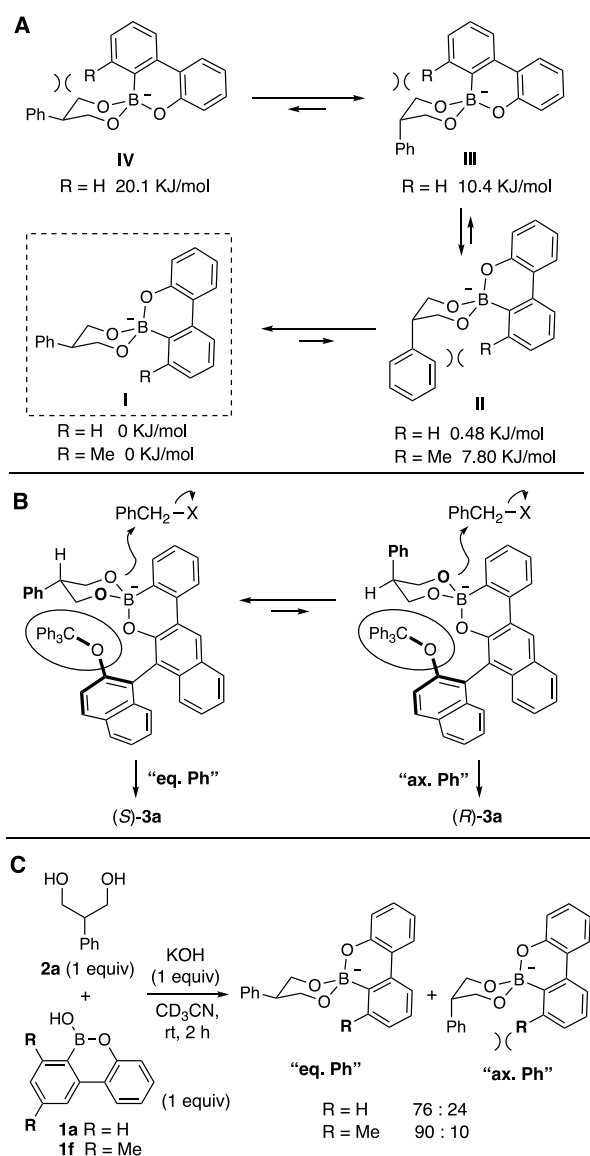 A
R
B
−
O
O
O
Ph
IV
R = H 20.1 KJ/mol
R
B
−
O
O
O
Ph
III
R = H 10.4 KJ/mol
O
O
B
−
O
Ph
R
I
R = H 0 KJ/mol
R = Me 0 KJ/mol
O
O
B
−
O
R
II
R = H 0.48 KJ/mol
R = Me 7.80 KJ/mol
B
PhCH2–X
H
O
Ph
O
B
−
O
Ph3C
O
"eq. Ph"
(S)-3a
PhCH2–X
Ph
O
H
O
B
−
O
Ph3C
O
"ax. Ph"
(R)-3a
C
HO OH
Ph
2a (1 equiv)
+
HO
B–O
R
R
(1 equiv)
1a R = H
1f R = Me
KOH
(1 equiv)
CD3CN,
rt, 2 h
O
O
B
−
O
Ph
R
"eq. Ph"
+
O
O
B
−
O
Ph
R
"ax. Ph"
R = H 76 : 24
R = Me 90 : 10